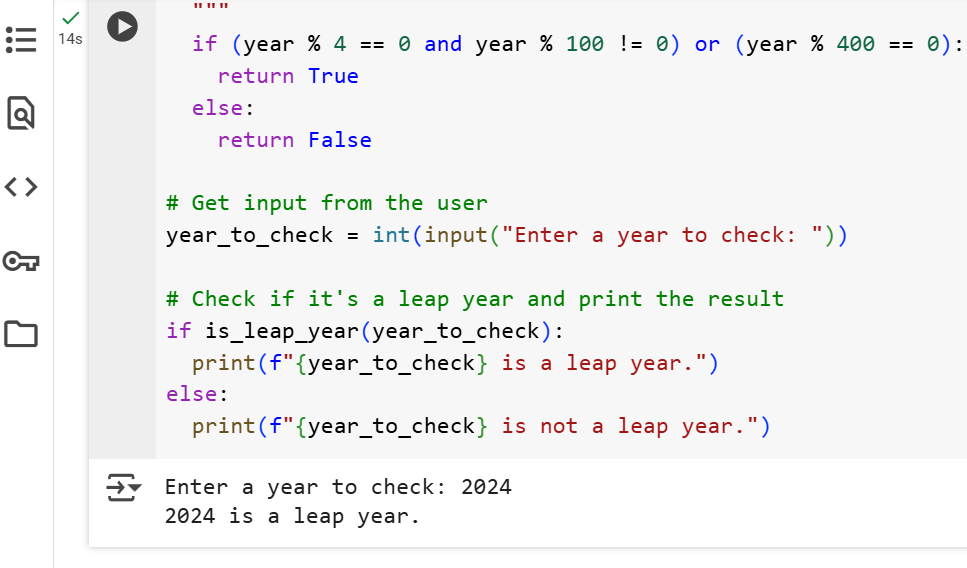 """
14s
if (year % 4 == 0 and year % 100 != 0) or (year % 400 == 0):
return True
else:
return False
# Get input from the user
year_to_check = int(input("Enter a year to check: "))
# Check if it's a leap year and print the result
if is_leap_year(year_to_check):
print(f"{year_to_check} is a leap year.")
else:
print(f"{year_to_check} is not a leap year.")
Enter a year to check: 2024
2024 is a leap year.